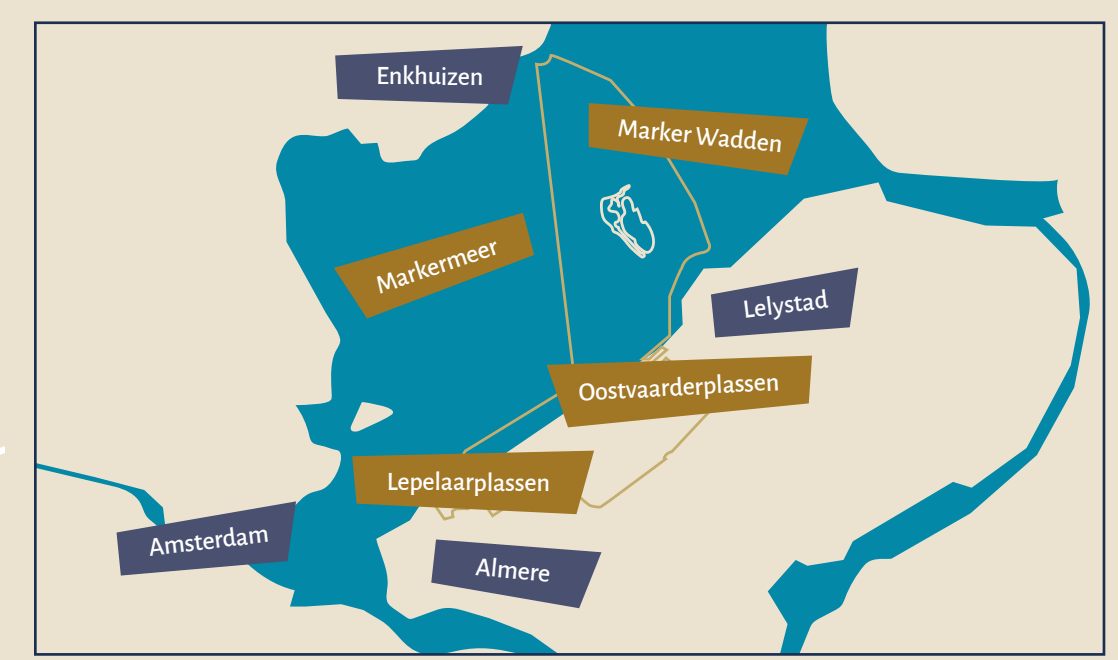 Enkhuizen
Marker Wadden
Markermeer
Lelystad
Oostvaarderplassen
Lepelaarplassen
Amsterdam
Almere